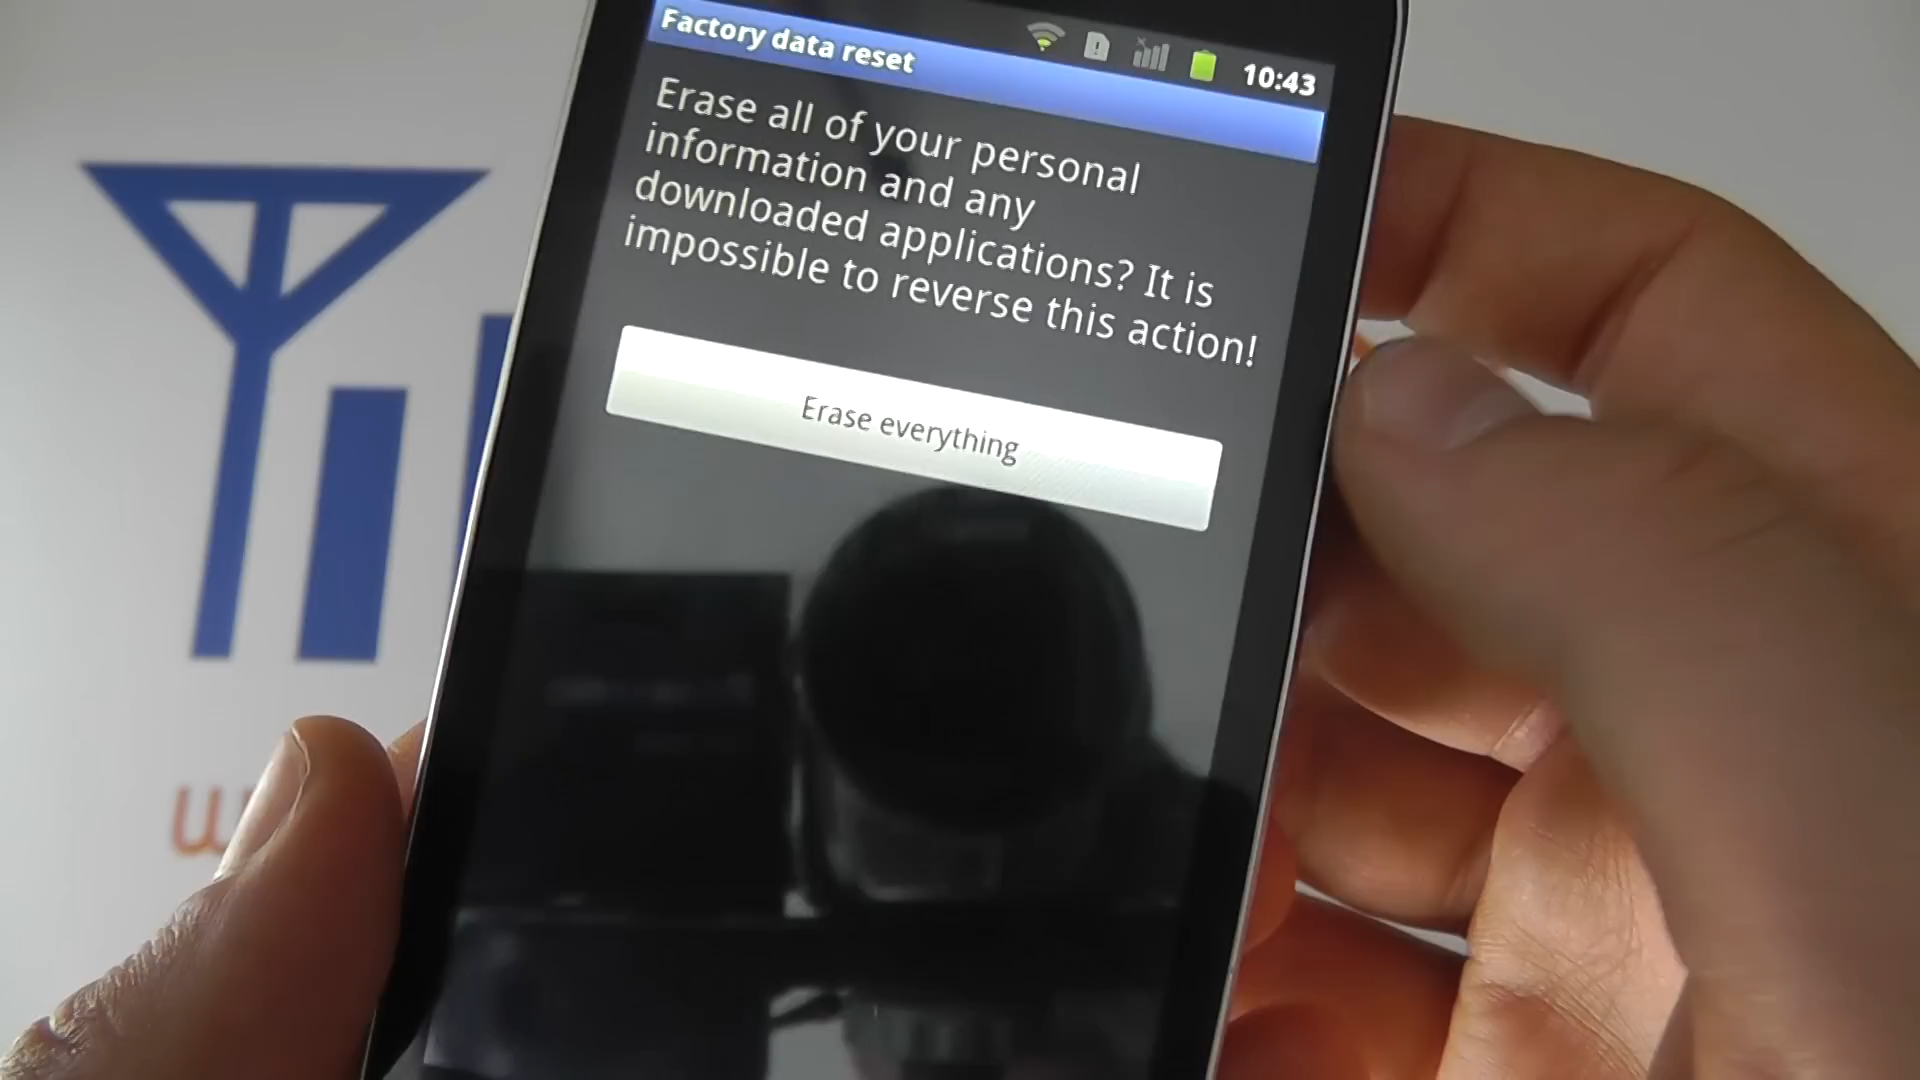 Factory data reset
10:43
Erase all of your personal
information and any
downloaded applications? It is
impossible to reverse this action!
Erase everything